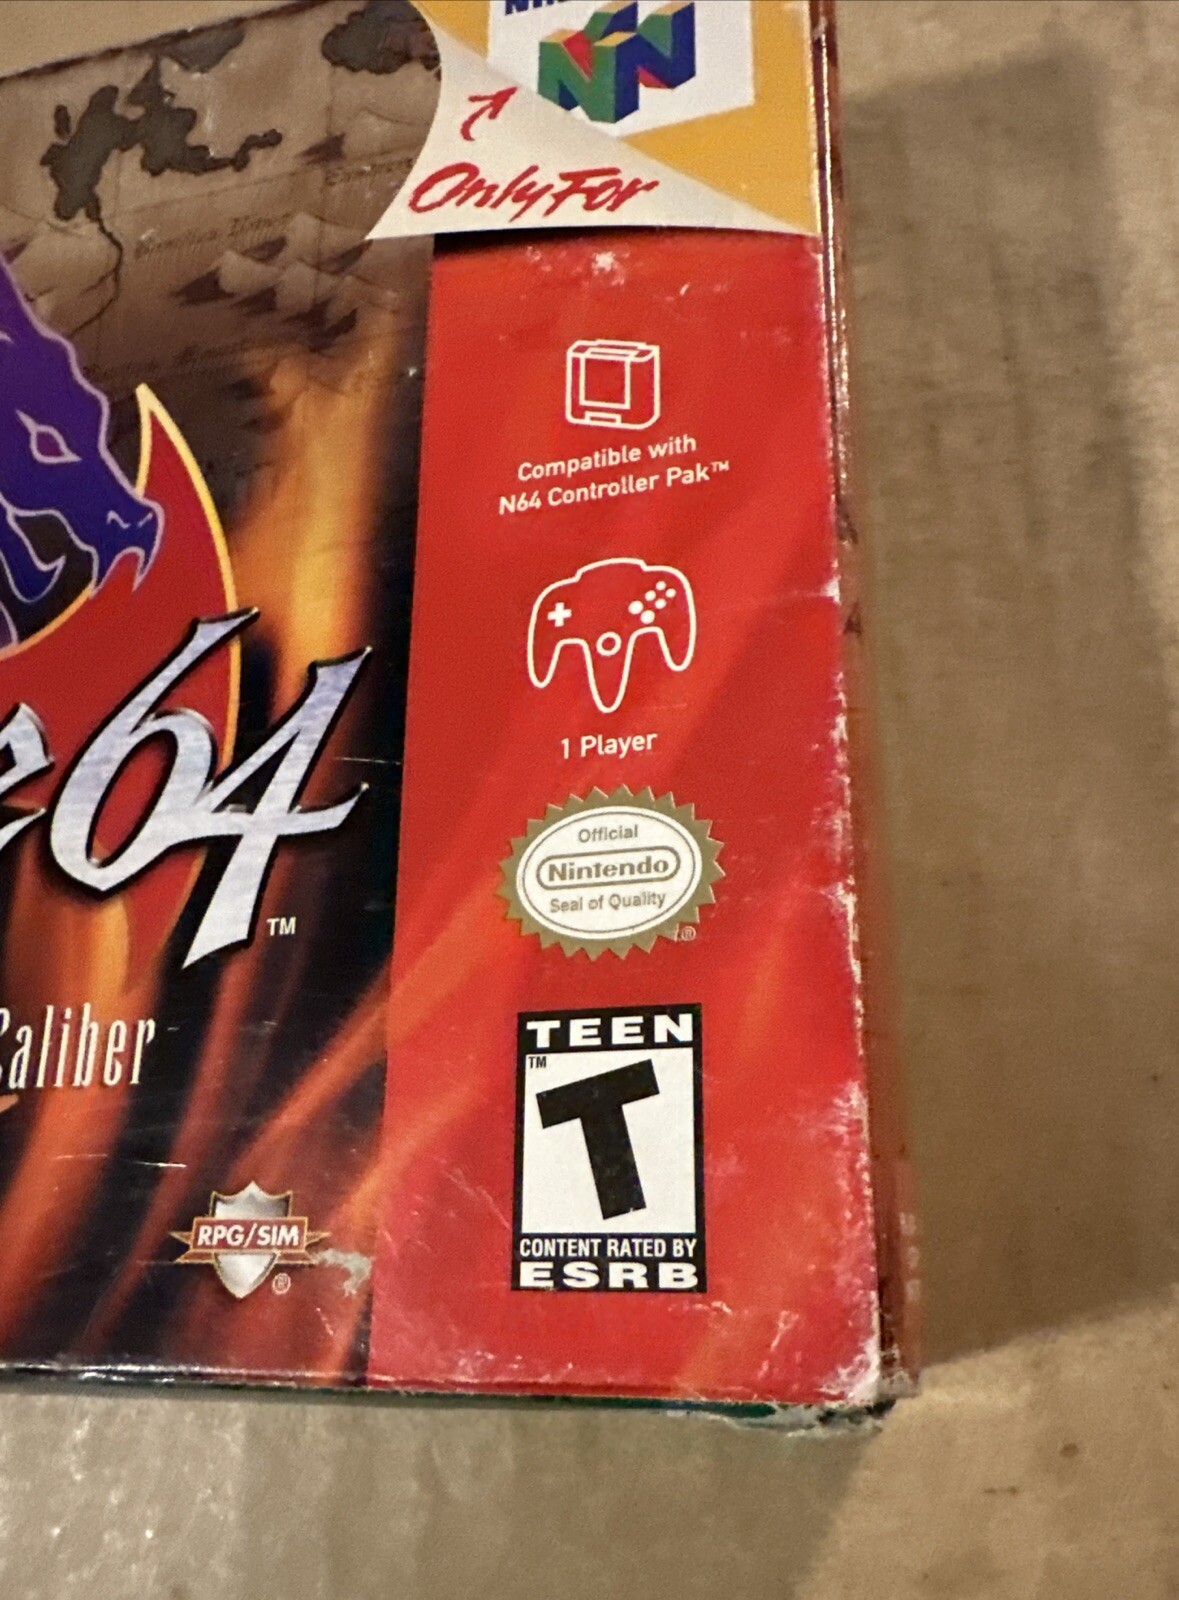 Only For
Compatible with
N64 Controller Pak™
1 Player
Official
Nintendo
Seal of Quality
®
64
™
Caliber
TEEN
™
T
CONTENT RATED BY
ESRB
RPG/SIM
®